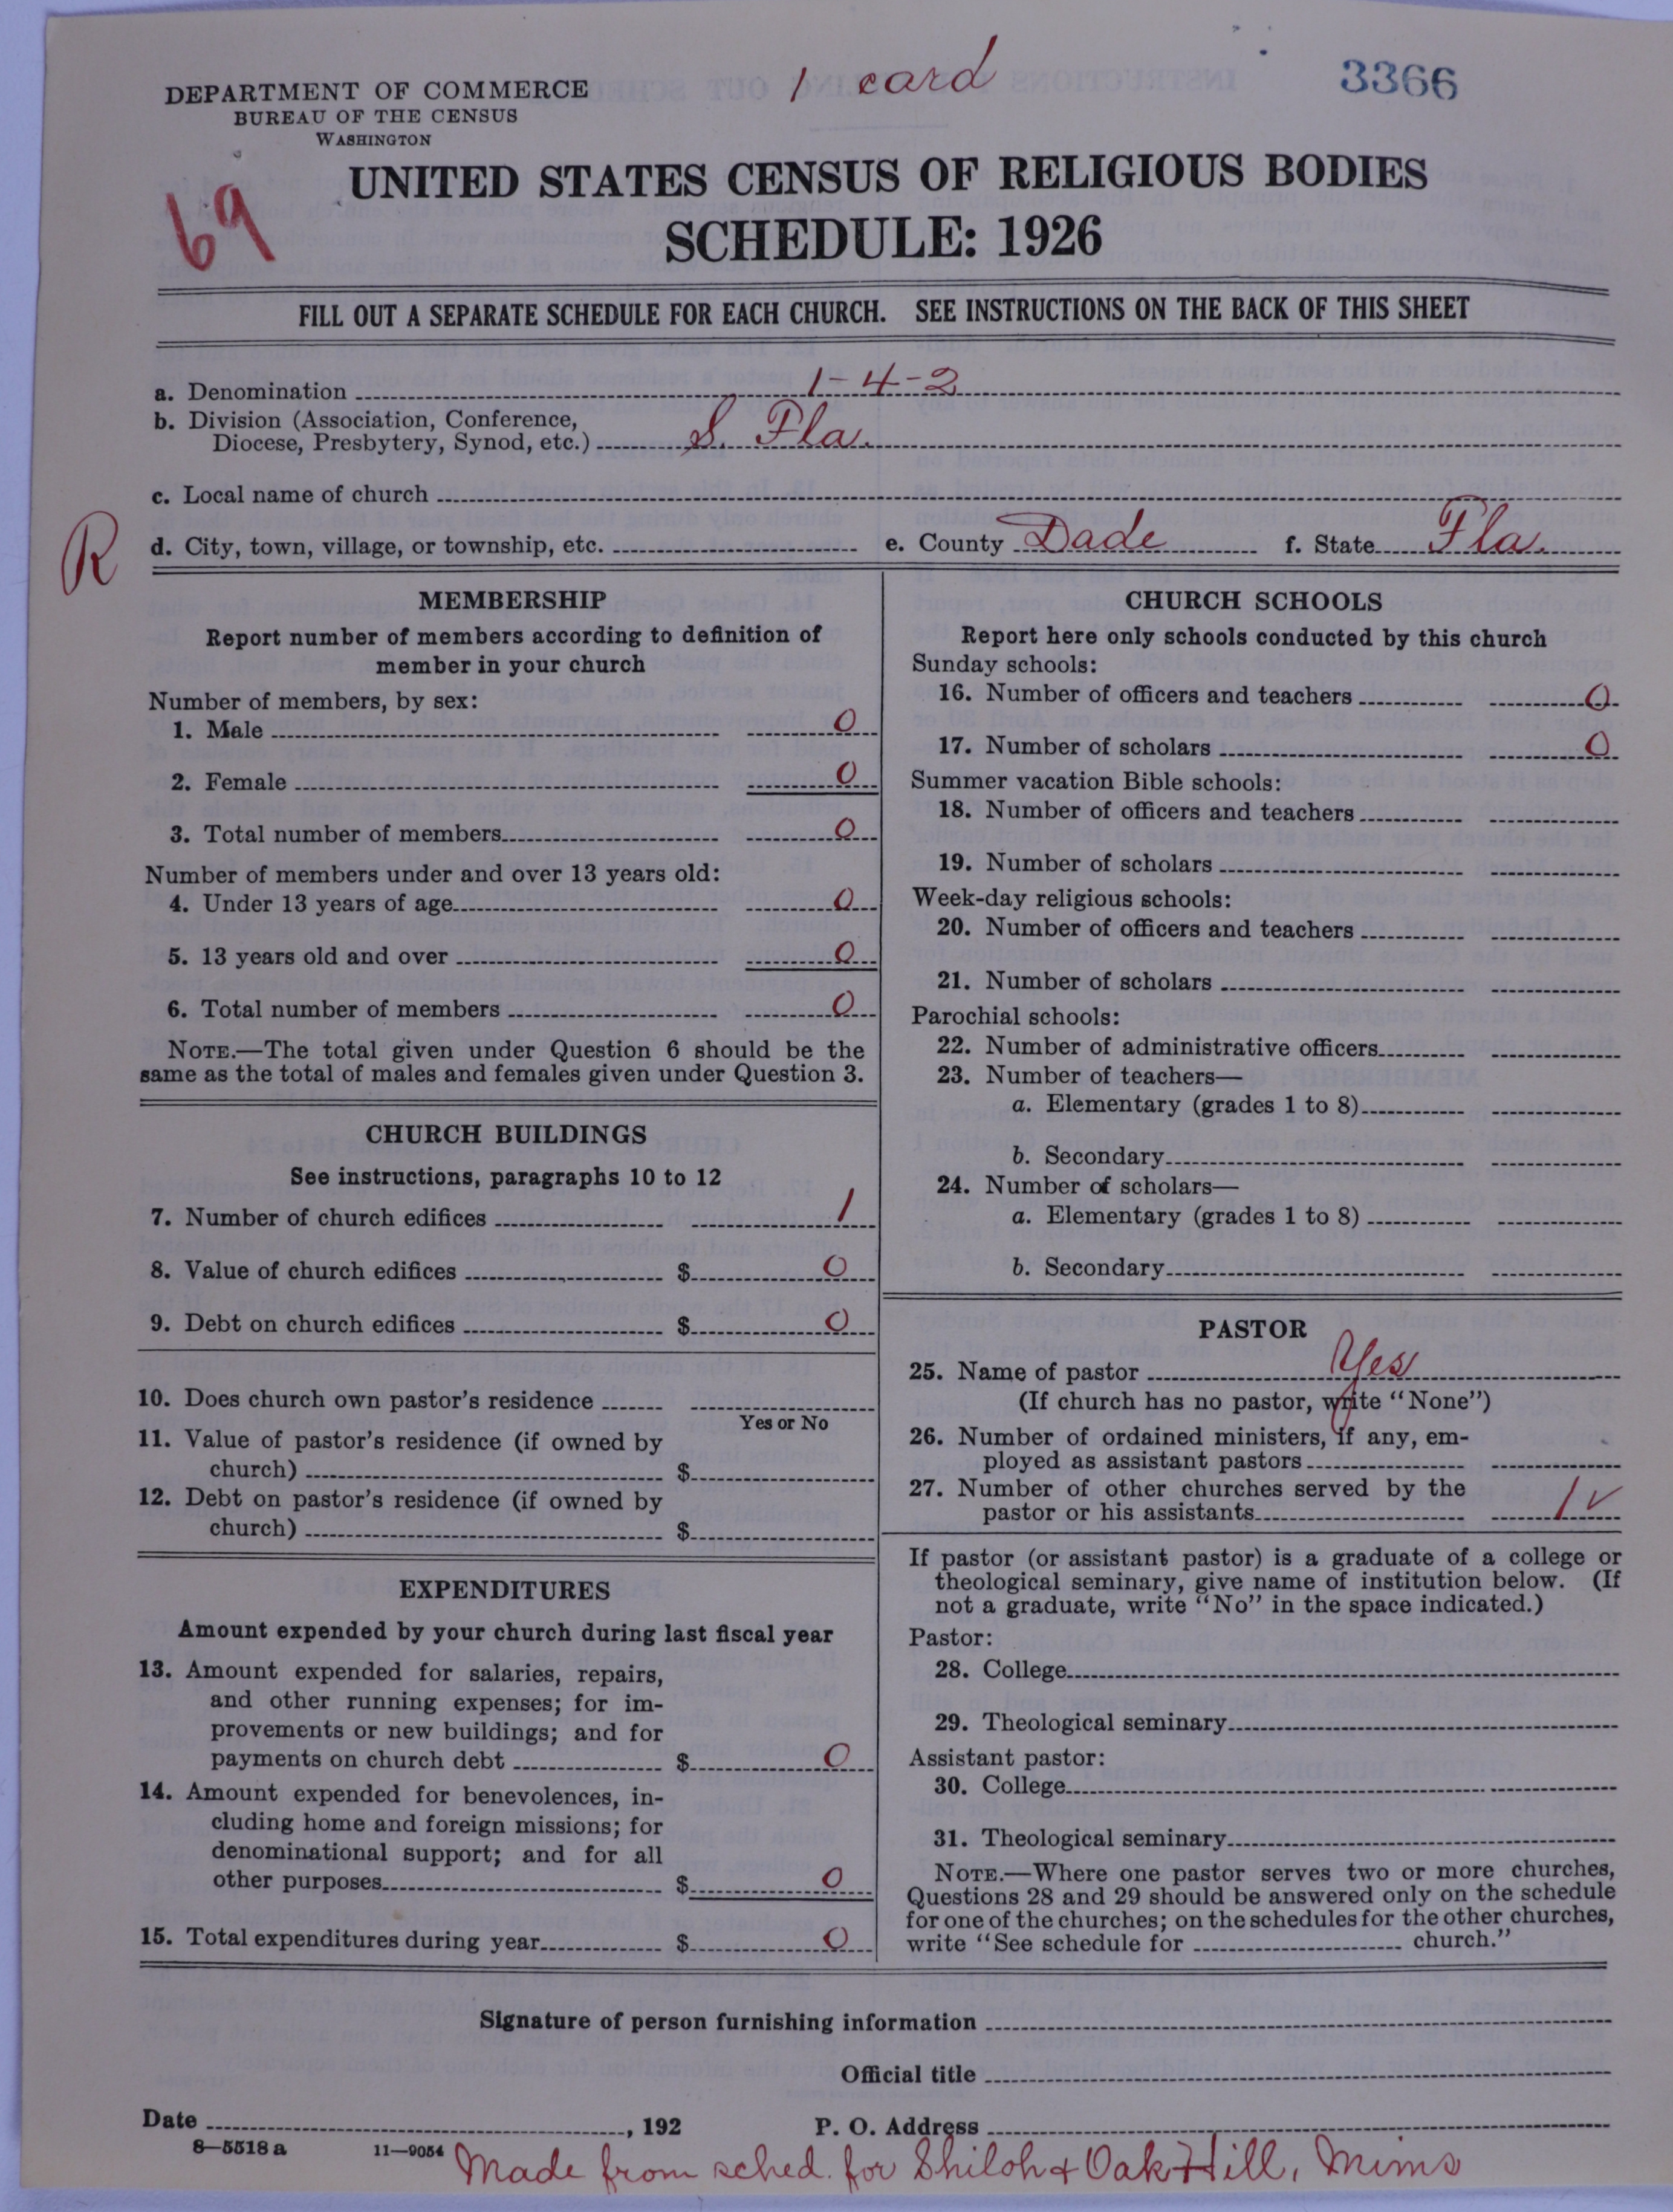 1 card
3366
DEPARTMENT OF COMMERCE
BUREAU OF THE CENSUS
WASHINGTON
69
UNITED STATES CENSUS OF RELIGIOUS BODIES
SCHEDULE: 1926
FILL OUT A SEPARATE SCHEDULE FOR EACH CHURCH. SEE INSTRUCTIONS ON THE BACK OF THIS SHEET
a. Denomination 1-4-2
b. Division (Association, Conference,
Diocese, Presbytery, Synod, etc.) S. Fla.
c. Local name of church
R
d. City, town, village, or township, etc. e. County Dade f. State Fla.
MEMBERSHIP
Report number of members according to definition of
member in your church
Number of members, by sex:
1. Male 0
2. Female 0
3. Total number of members 0
Number of members under and over 13 years old:
4. Under 13 years of age 0
5. 13 years old and over 0
6. Total number of members 0
NOTE.—The total given under Question 6 should be the
same as the total of males and females given under Question 3.
CHURCH BUILDINGS
See instructions, paragraphs 10 to 12
7. Number of church edifices 1
8. Value of church edifices $ 0
9. Debt on church edifices $ 0
10. Does church own pastor's residence
Yes or No
11. Value of pastor's residence (if owned by
church) $
12. Debt on pastor's residence (if owned by
church) $
EXPENDITURES
Amount expended by your church during last fiscal year
13. Amount expended for salaries, repairs,
and other running expenses; for im-
provements or new buildings; and for
payments on church debt $ 0
14. Amount expended for benevolences, in-
cluding home and foreign missions; for
denominational support; and for all
other purposes $ 0
15. Total expenditures during year $ 0
CHURCH SCHOOLS
Report here only schools conducted by this church
Sunday schools:
16. Number of officers and teachers 0
17. Number of scholars 0
Summer vacation Bible schools:
18. Number of officers and teachers
19. Number of scholars
Week-day religious schools:
20. Number of officers and teachers
21. Number of scholars
Parochial schools:
22. Number of administrative officers
23. Number of teachers—
a. Elementary (grades 1 to 8)
b. Secondary
24. Number of scholars—
a. Elementary (grades 1 to 8)
b. Secondary
PASTOR
25. Name of pastor Yes
(If church has no pastor, write "None")
26. Number of ordained ministers, if any, em-
ployed as assistant pastors
27. Number of other churches served by the
pastor or his assistants 1 ✓
If pastor (or assistant pastor) is a graduate of a college or
theological seminary, give name of institution below. (If
not a graduate, write "No" in the space indicated.)
Pastor:
28. College
29. Theological seminary
Assistant pastor:
30. College
31. Theological seminary
NOTE.—Where one pastor serves two or more churches,
Questions 28 and 29 should be answered only on the schedule
for one of the churches; on the schedules for the other churches,
write "See schedule for church."
Signature of person furnishing information
Official title
Date , 192 P. O. Address
8—5518 a 11—9054
Made from sched. for Shiloh + Oak Hill, Mims